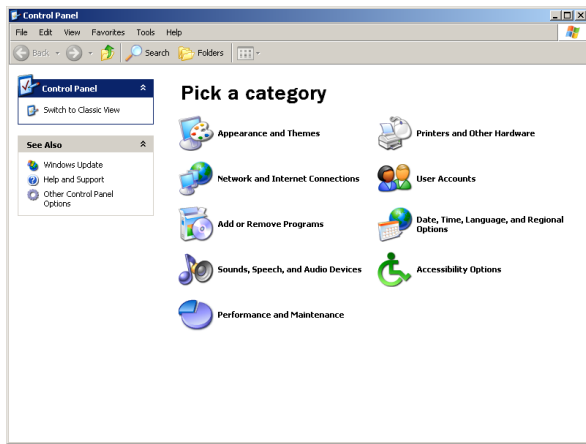 Control Panel
File Edit View Favorites Tools Help
Back Search Folders
Control Panel
Switch to Classic View
See Also
Windows Update
Help and Support
Other Control Panel
Options
Pick a category
Appearance and Themes
Printers and Other Hardware
Network and Internet Connections
User Accounts
Add or Remove Programs
Date, Time, Language, and Regional
Options
Sounds, Speech, and Audio Devices
Accessibility Options
Performance and Maintenance